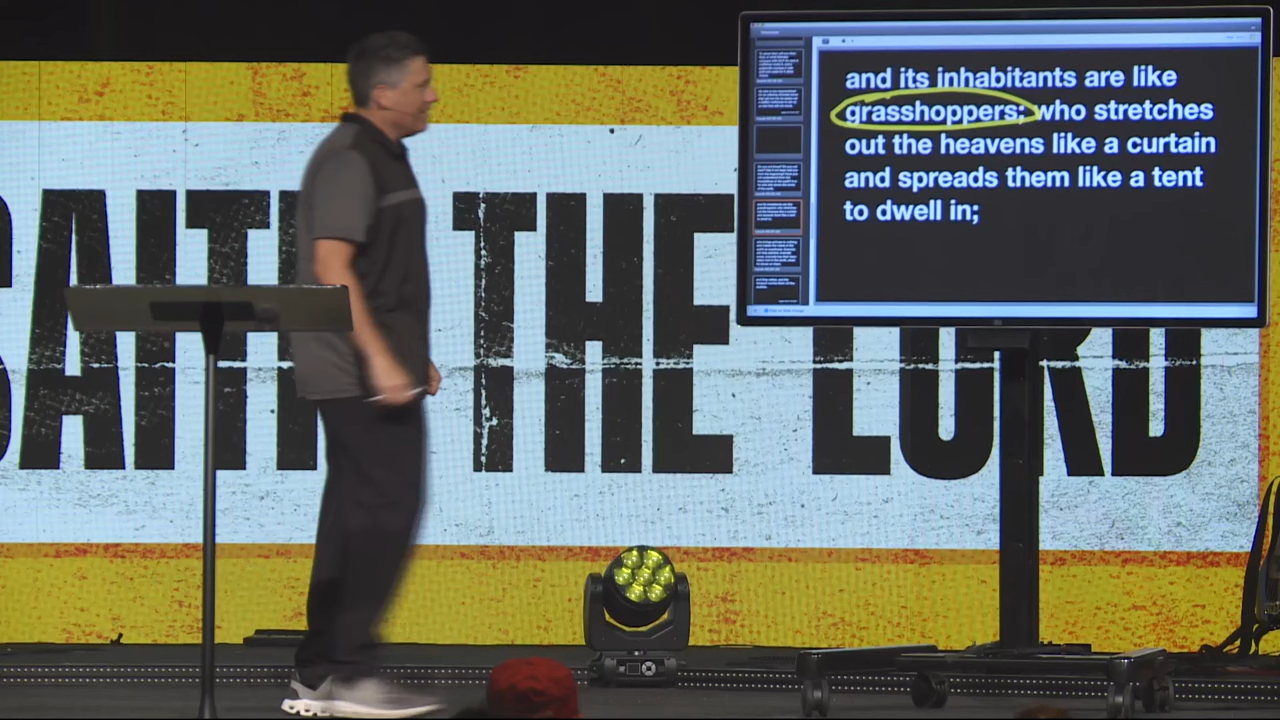 and its inhabitants are like
grasshoppers; who stretches
out the heavens like a curtain
and spreads them like a tent
to dwell in;
SAITH THE LORD